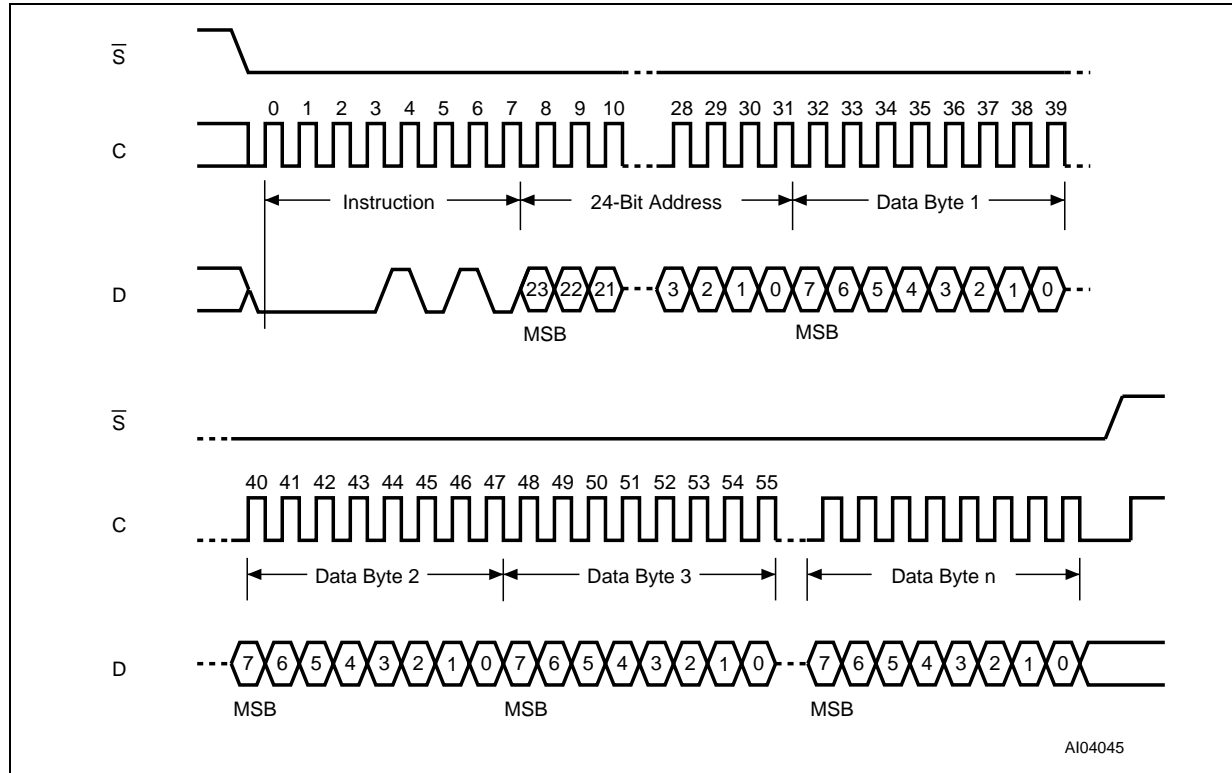 S̅
0 1 2 3 4 5 6 7 8 9 10 28 29 30 31 32 33 34 35 36 37 38 39
C
Instruction 24-Bit Address Data Byte 1
D 23 22 21 3 2 1 0 7 6 5 4 3 2 1 0
MSB MSB
S̅
40 41 42 43 44 45 46 47 48 49 50 51 52 53 54 55
C
Data Byte 2 Data Byte 3 Data Byte n
D 7 6 5 4 3 2 1 0 7 6 5 4 3 2 1 0 7 6 5 4 3 2 1 0
MSB MSB MSB
AI04045